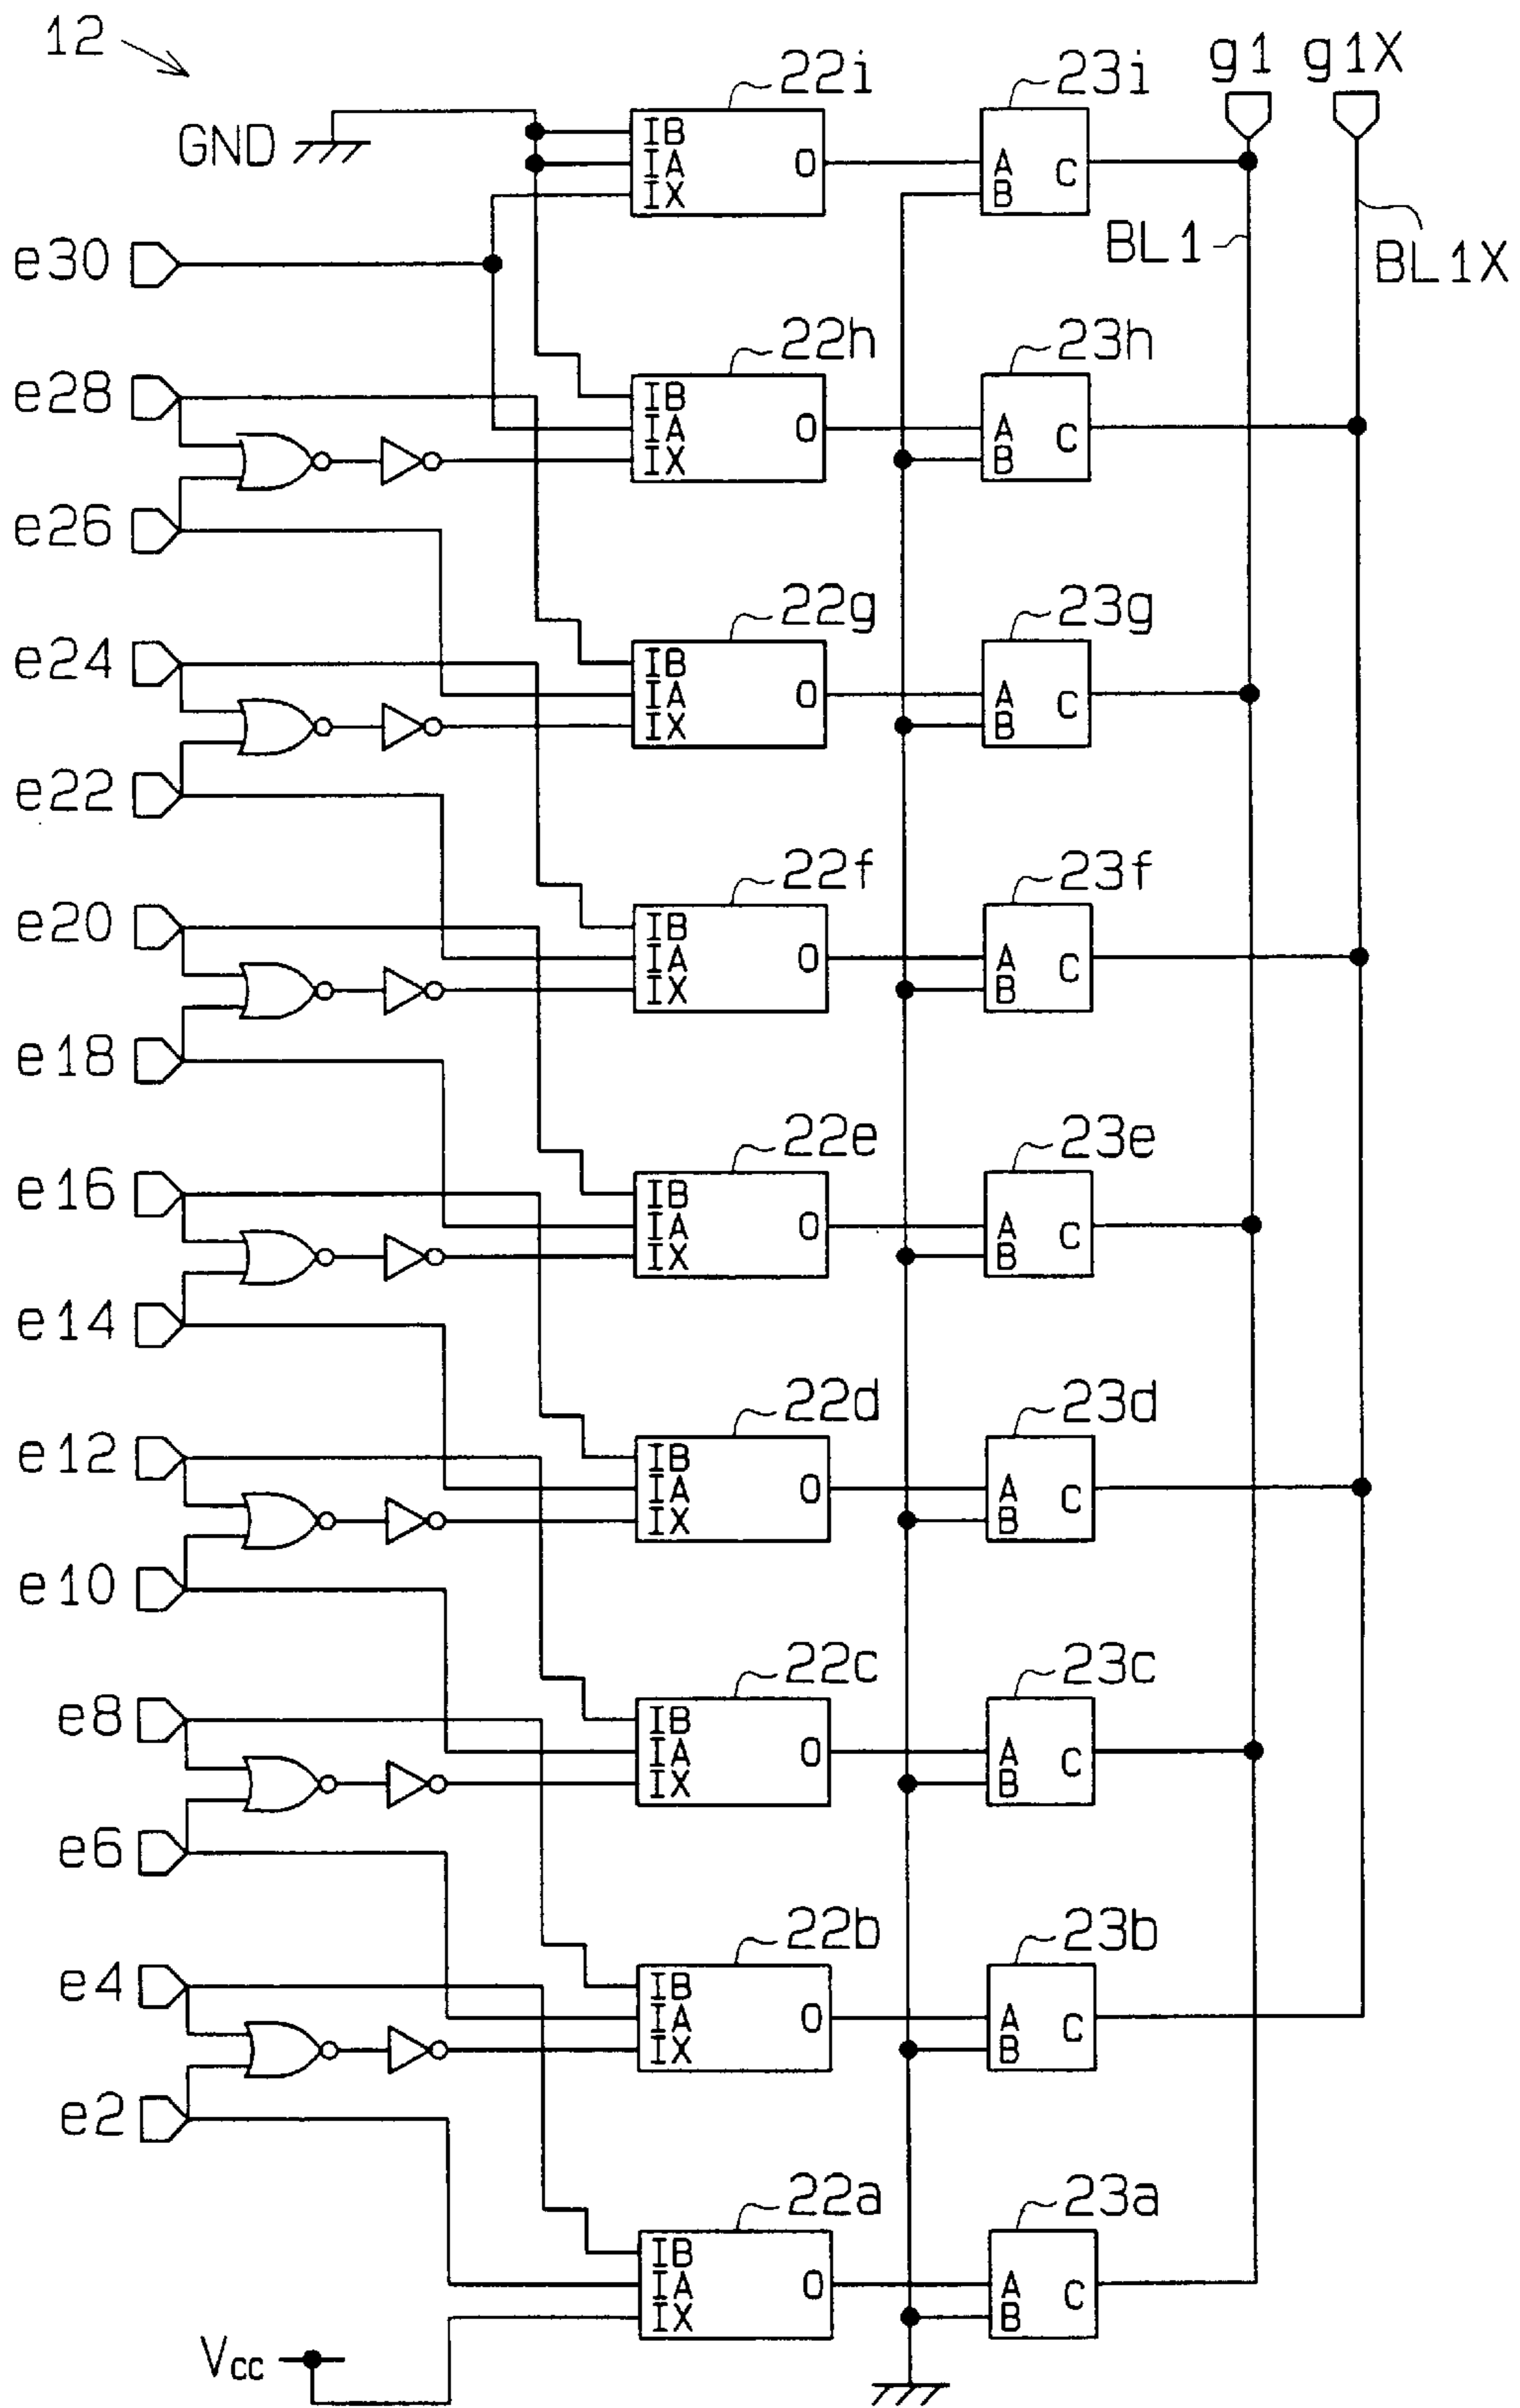 12
g1 g1X
22i 23i
GND
IB
IA
IX
O
A
B
C
e30
BL1
BL1X
22h 23h
e28
IB
IA
IX
O
A
B
C
e26
22g 23g
e24
IB
IA
IX
O
A
B
C
e22
22f 23f
e20
IB
IA
IX
O
A
B
C
e18
22e 23e
e16
IB
IA
IX
O
A
B
C
e14
22d 23d
e12
IB
IA
IX
O
A
B
C
e10
22c 23c
e8
IB
IA
IX
O
A
B
C
e6
22b 23b
e4
IB
IA
IX
O
A
B
C
e2
22a 23a
IB
IA
IX
O
A
B
C
Vcc